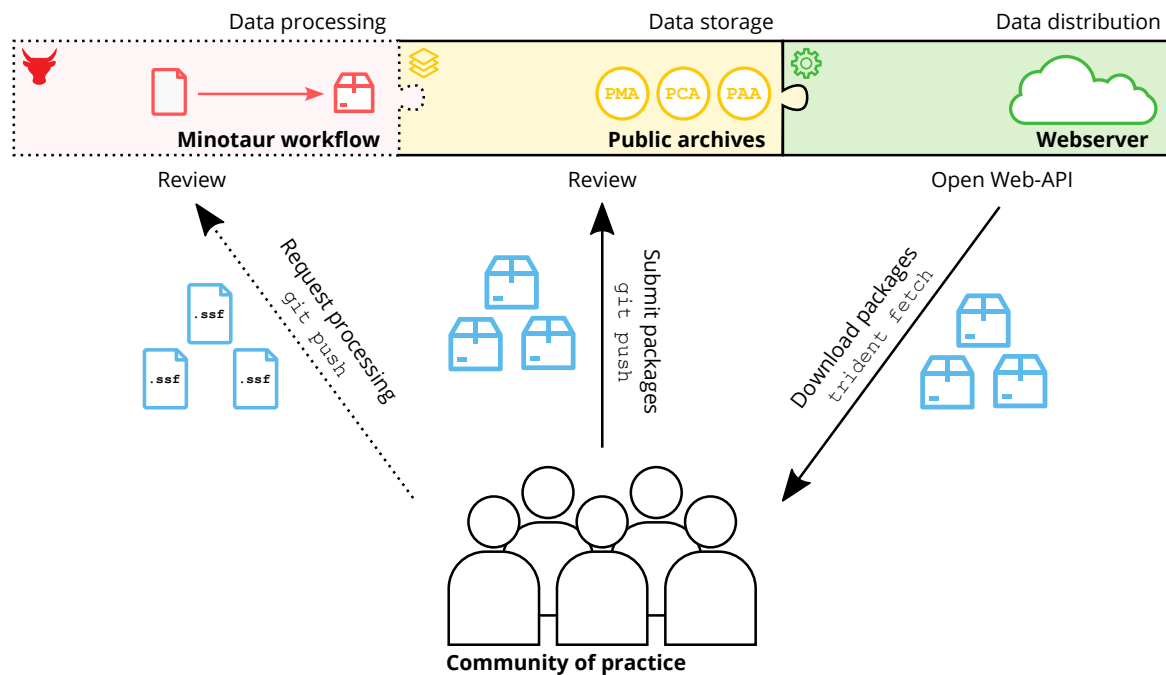 Data processing
Data storage
Data distribution
PMA
PCA
PAA
Minotaur workflow
Public archives
Webserver
Review
Review
Open Web-API
Request processing
git push
Submit packages
git push
Download packages
trident fetch
.ssf
.ssf
.ssf
Community of practice